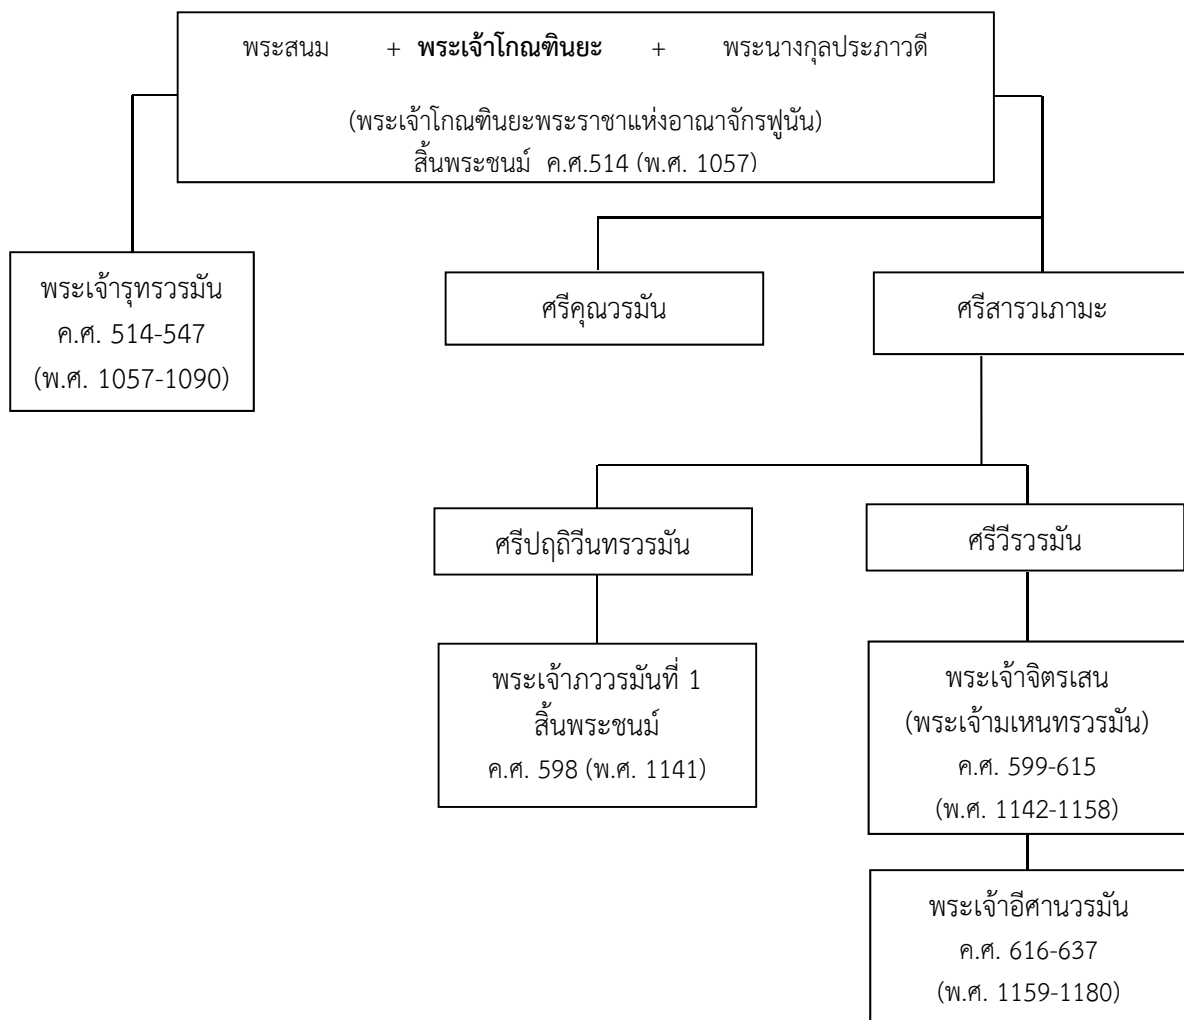 พระสนม + พระเจ้าโกณฑินยะ + พระนางกุลประภาวดี
(พระเจ้าโกณฑินยะพระราชาแห่งอาณาจักรฟูนัน)
สิ้นพระชนม์ ค.ศ.514 (พ.ศ. 1057)
พระเจ้ารุทรวรมัน
ค.ศ. 514-547
(พ.ศ. 1057-1090)
ศรีคุณวรมัน
ศรีสารวเภามะ
ศรีปฤถิวีนทรวรมัน
ศรีวีรวรมัน
พระเจ้าภววรมันที่ 1
สิ้นพระชนม์
ค.ศ. 598 (พ.ศ. 1141)
พระเจ้าจิตรเสน
(พระเจ้ามเหนทรวรมัน)
ค.ศ. 599-615
(พ.ศ. 1142-1158)
พระเจ้าอีศานวรมัน
ค.ศ. 616-637
(พ.ศ. 1159-1180)